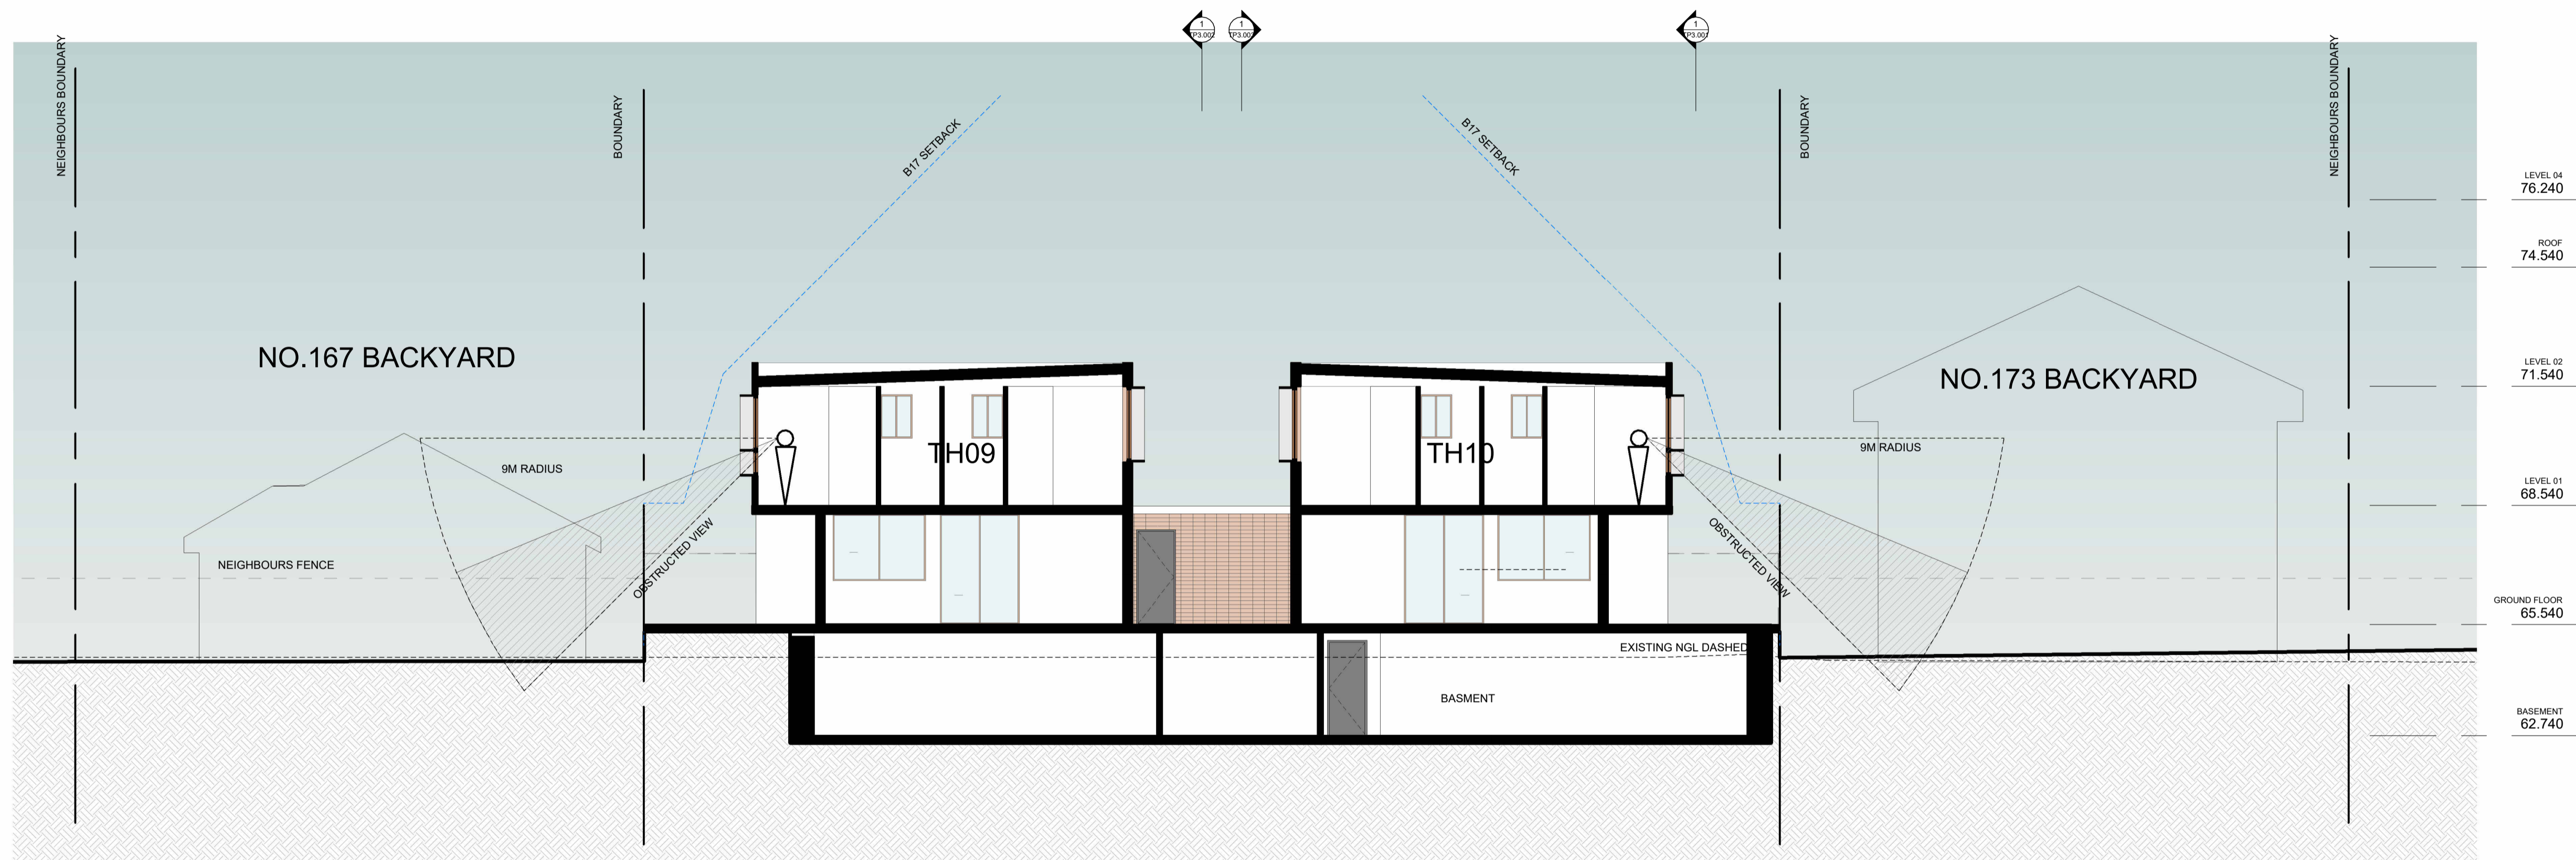 1
TP3.002
1
TP3.003
1
TP3.001
NEIGHBOURS BOUNDARY
BOUNDARY
B17 SETBACK
B17 SETBACK
BOUNDARY
NEIGHBOURS BOUNDARY
LEVEL 04
76.240
ROOF
74.540
NO.167 BACKYARD
NO.173 BACKYARD
LEVEL 02
71.540
TH09
TH10
9M RADIUS
9M RADIUS
LEVEL 01
68.540
OBSTRUCTED VIEW
OBSTRUCTED VIEW
NEIGHBOURS FENCE
GROUND FLOOR
65.540
EXISTING NGL DASHED
BASMENT
BASEMENT
62.740